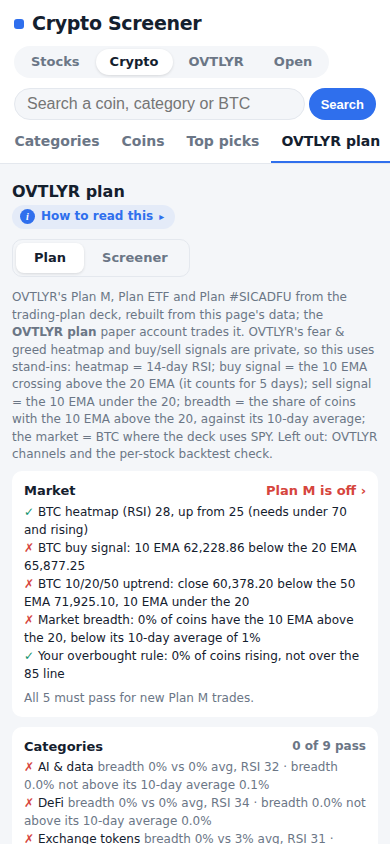 Crypto Screener
Stocks Crypto OVTLYR Open
Search a coin, category or BTC Search
Categories Coins Top picks OVTLYR plan
OVTLYR plan
i How to read this ▸
Plan Screener
OVTLYR's Plan M, Plan ETF and Plan #SICADFU from the
trading-plan deck, rebuilt from this page's data; the
OVTLYR plan paper account trades it. OVTLYR's fear &
greed heatmap and buy/sell signals are private, so this uses
stand-ins: heatmap = 14-day RSI; buy signal = the 10 EMA
crossing above the 20 EMA (it counts for 5 days); sell signal
= the 10 EMA under the 20; breadth = the share of coins
with the 10 EMA above the 20, against its 10-day average;
the market = BTC where the deck uses SPY. Left out: OVTLYR
channels and the per-stock backtest check.
Market Plan M is off ›
✓ BTC heatmap (RSI) 28, up from 25 (needs under 70
and rising)
✗ BTC buy signal: 10 EMA 62,228.86 below the 20 EMA
65,877.25
✗ BTC 10/20/50 uptrend: close 60,378.20 below the 50
EMA 71,925.10, 10 EMA under the 20
✗ Market breadth: 0% of coins have the 10 EMA above
the 20, below its 10-day average of 1%
✓ Your overbought rule: 0% of coins rising, not over the
85 line
All 5 must pass for new Plan M trades.
Categories 0 of 9 pass
✗ AI & data breadth 0% vs 0% avg, RSI 32 · breadth
0.0% not above its 10-day average 0.1%
✗ DeFi breadth 0% vs 0% avg, RSI 34 · breadth 0.0% not
above its 10-day average 0.0%
✗ Exchange tokens breadth 0% vs 3% avg, RSI 31 ·